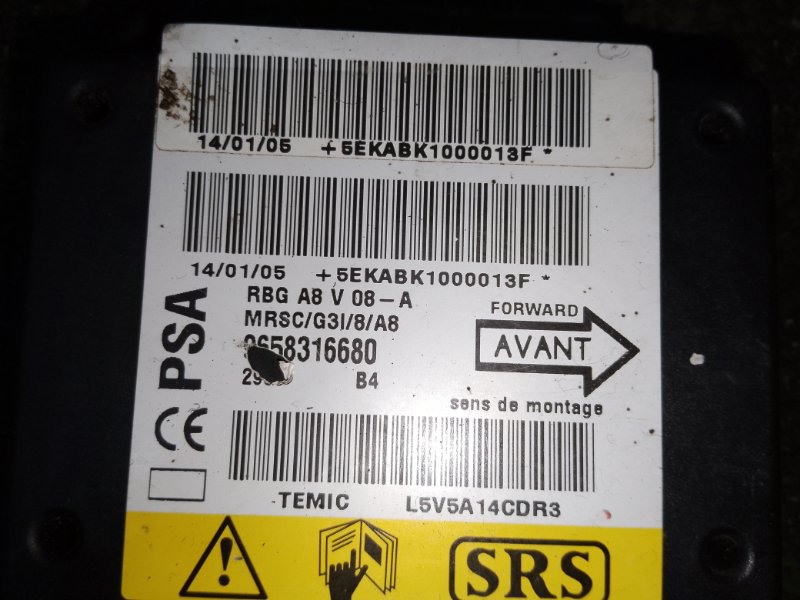 14/01/05 +5EKABK1000013F *
14/01/05 +5EKABK1000013F *
PSA
RBG A8 V 08-A
MRSC/G3I/8/A8
B4
FORWARD
AVANT
sens de montage
CE
TEMIC L5V5A14CDR3
SRS